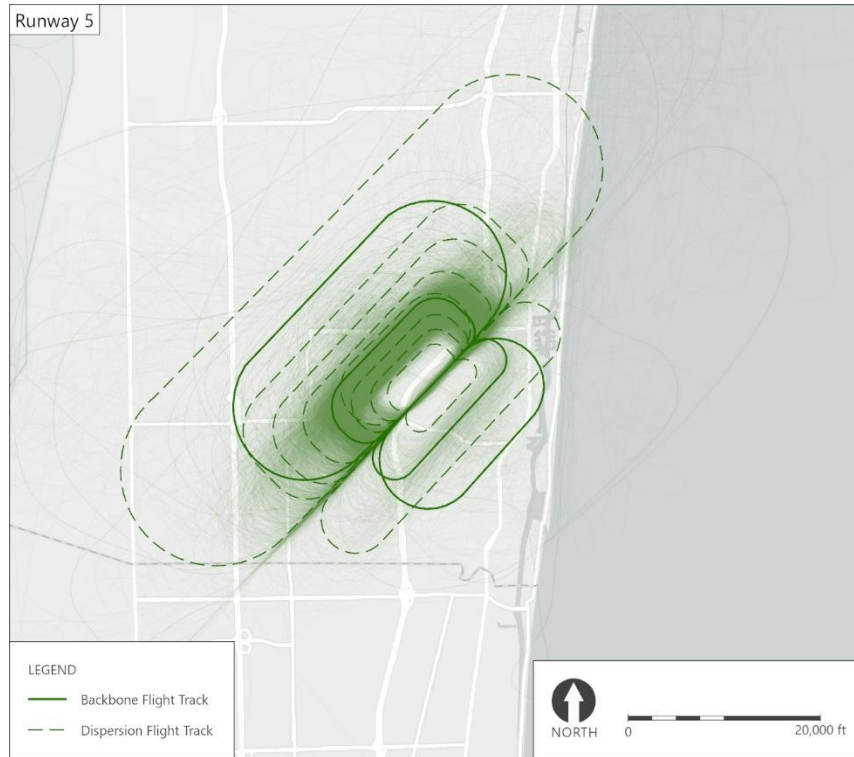 Runway 5
LEGEND
Backbone Flight Track
Dispersion Flight Track
NORTH
0
20,000 ft